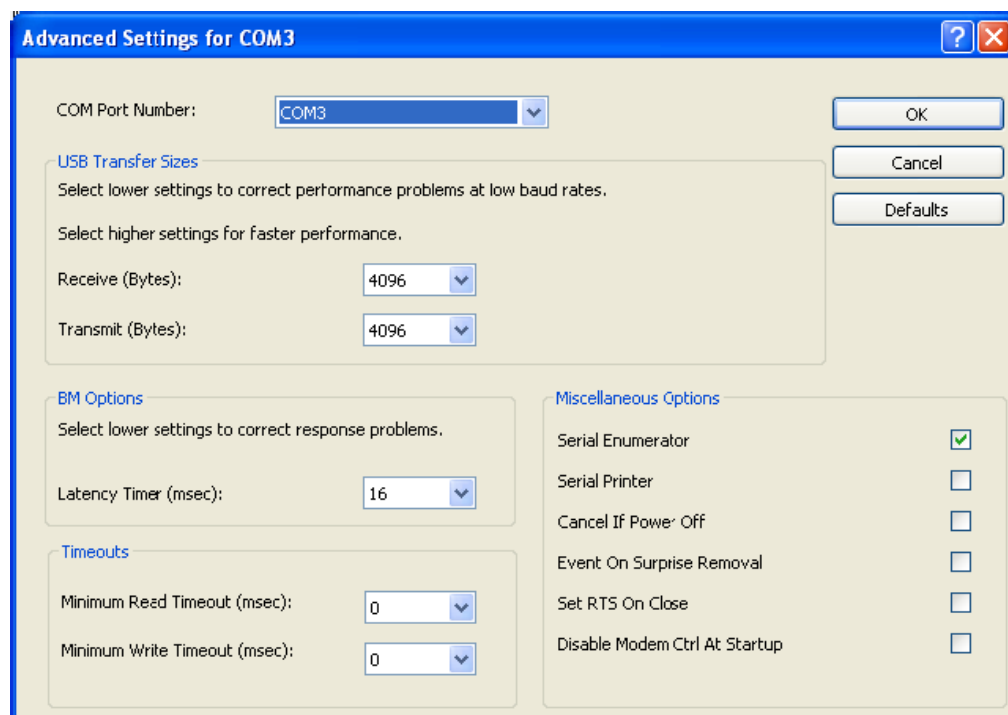 Advanced Settings for COM3
COM Port Number:
COM3
OK
Cancel
Defaults
USB Transfer Sizes
Select lower settings to correct performance problems at low baud rates.
Select higher settings for faster performance.
Receive (Bytes):
4096
Transmit (Bytes):
4096
BM Options
Select lower settings to correct response problems.
Latency Timer (msec):
16
Timeouts
Minimum Read Timeout (msec):
0
Minimum Write Timeout (msec):
0
Miscellaneous Options
Serial Enumerator
Serial Printer
Cancel If Power Off
Event On Surprise Removal
Set RTS On Close
Disable Modem Ctrl At Startup